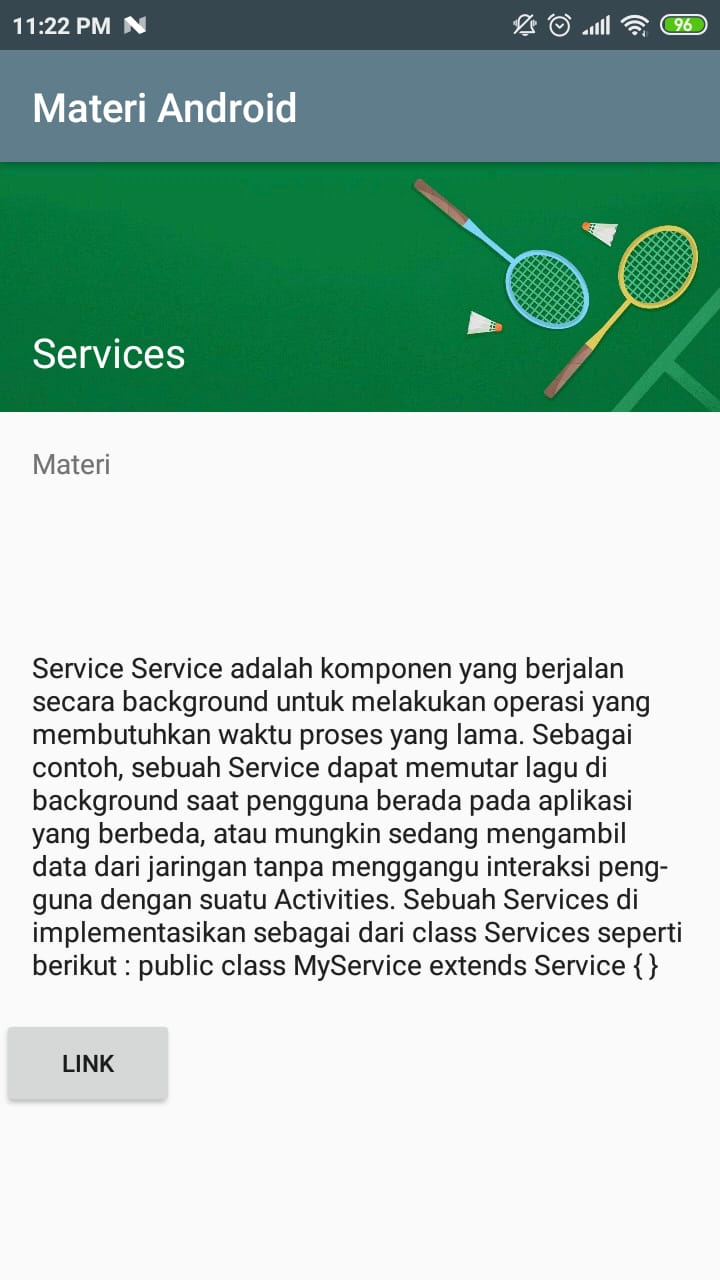 11:22 PM
96
Materi Android
Services
Materi
Service Service adalah komponen yang berjalan
secara background untuk melakukan operasi yang
membutuhkan waktu proses yang lama. Sebagai
contoh, sebuah Service dapat memutar lagu di
background saat pengguna berada pada aplikasi
yang berbeda, atau mungkin sedang mengambil
data dari jaringan tanpa menggangu interaksi peng-
guna dengan suatu Activities. Sebuah Services di
implementasikan sebagai dari class Services seperti
berikut : public class MyService extends Service { }
LINK